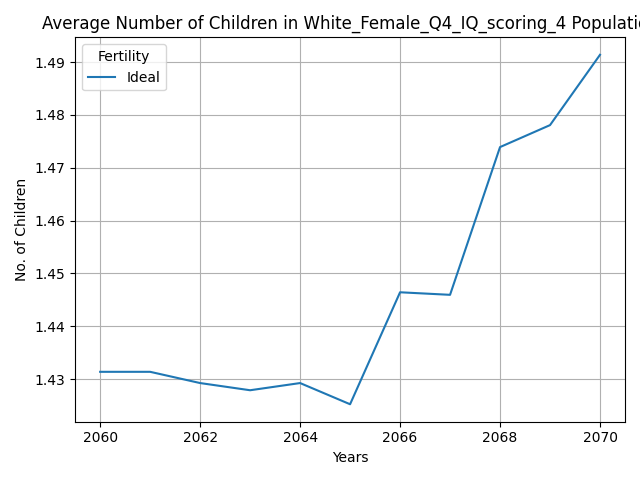 Average Number of Children in White_Female_Q4_IQ_scoring_4 Populatio
Fertility
Ideal
1.49
1.48
1.47
1.46
1.45
1.44
1.43
No. of Children
2060 2062 2064 2066 2068 2070
Years